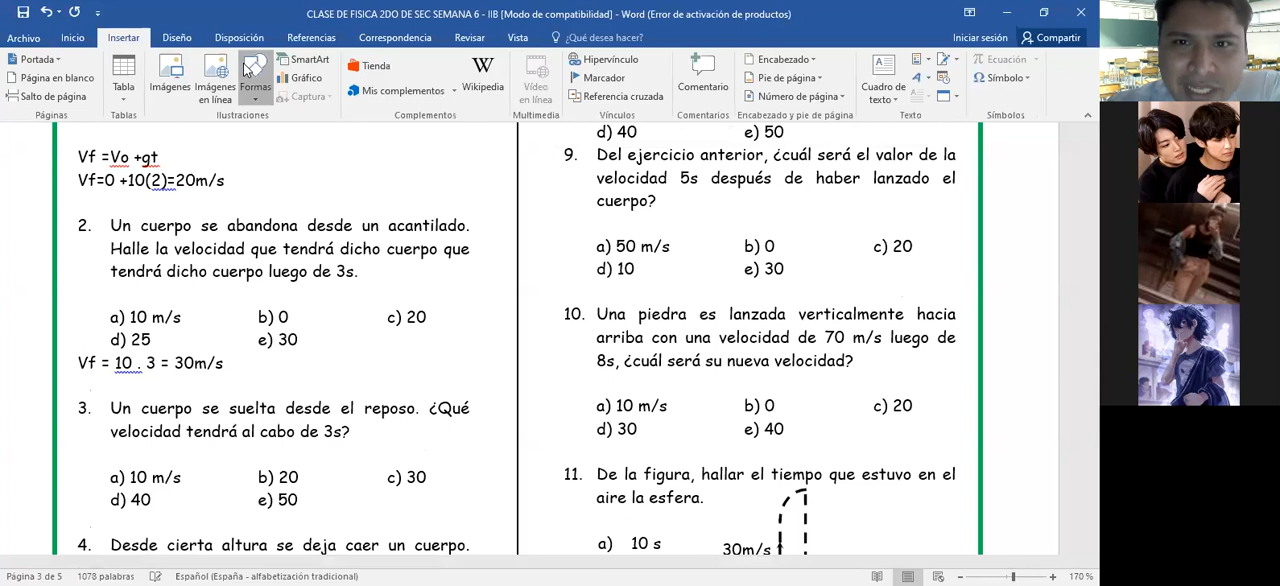 CLASE DE FISICA 2DO DE SEC SEMANA 6 - IIB [Modo de compatibilidad] - Word (Error de activación de productos)
Archivo Inicio Insertar Diseño Disposición Referencias Correspondencia Revisar Vista ¿Qué desea hacer? Iniciar sesión Compartir
Portada
Página en blanco
Salto de página
Páginas
Tabla
Tablas
Imágenes
Imágenes en línea
Formas
SmartArt
Gráfico
Captura
Ilustraciones
Tienda
Mis complementos
Wikipedia
Complementos
Vídeo en línea
Multimedia
Hipervínculo
Marcador
Referencia cruzada
Vínculos
Comentario
Comentarios
Encabezado
Pie de página
Número de página
Encabezado y pie de página
Cuadro de texto
Texto
Ecuación
Símbolo
Símbolos
Vf =Vo +gt
Vf=0 +10(2)=20m/s
2. Un cuerpo se abandona desde un acantilado.
Halle la velocidad que tendrá dicho cuerpo que
tendrá dicho cuerpo luego de 3s.
a) 10 m/s b) 0 c) 20
d) 25 e) 30
Vf = 10 . 3 = 30m/s
3. Un cuerpo se suelta desde el reposo. ¿Qué
velocidad tendrá al cabo de 3s?
a) 10 m/s b) 20 c) 30
d) 40 e) 50
4. Desde cierta altura se deja caer un cuerpo.
d) 40 e) 50
9. Del ejercicio anterior, ¿cuál será el valor de la
velocidad 5s después de haber lanzado el
cuerpo?
a) 50 m/s b) 0 c) 20
d) 10 e) 30
10. Una piedra es lanzada verticalmente hacia
arriba con una velocidad de 70 m/s luego de
8s, ¿cuál será su nueva velocidad?
a) 10 m/s b) 0 c) 20
d) 30 e) 40
11. De la figura, hallar el tiempo que estuvo en el
aire la esfera.
a) 10 s 30m/s
Página 3 de 5 1078 palabras Español (España - alfabetización tradicional) 170 %